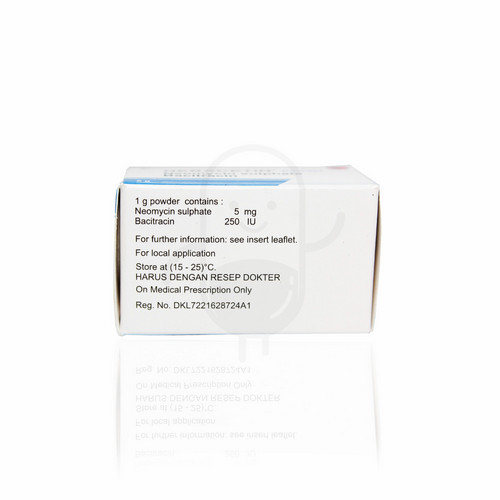 1 g powder contains :
Neomycin sulphate 5 mg
Bacitracin 250 IU
For further information: see insert leaflet.
For local application
Store at (15 - 25)°C.
HARUS DENGAN RESEP DOKTER
On Medical Prescription Only
Reg. No. DKL7221628724A1